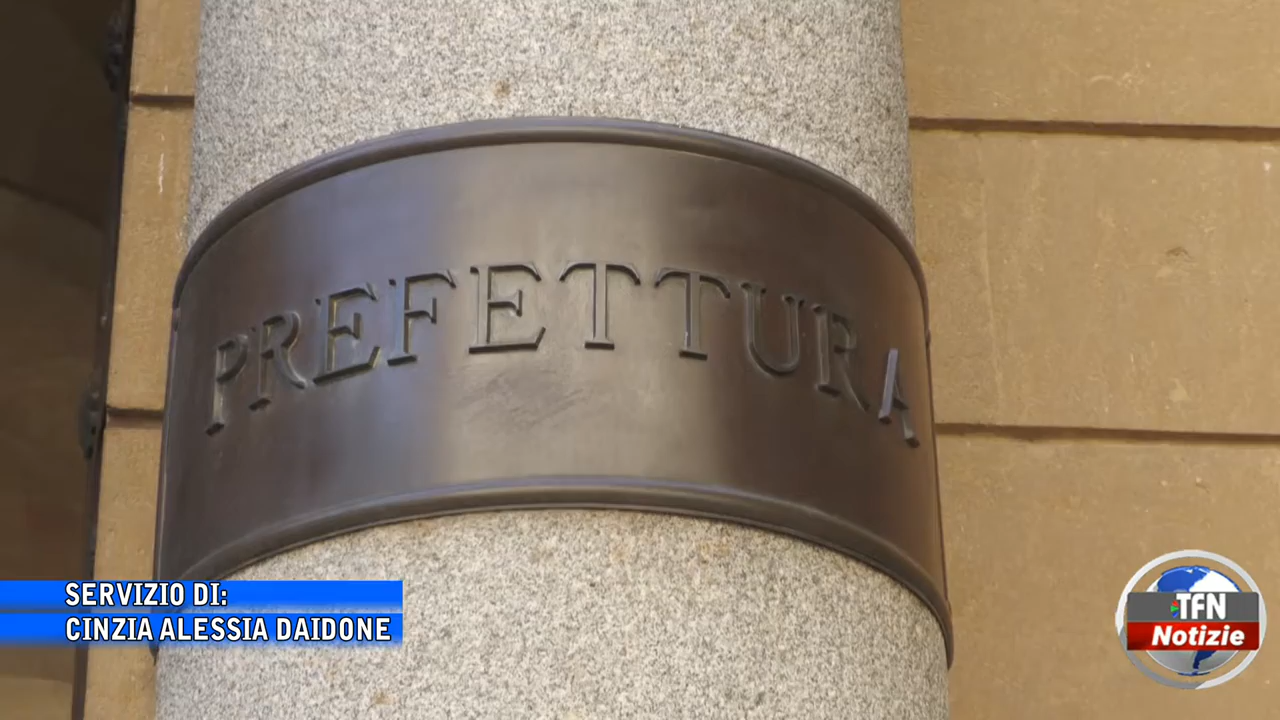 PREFETTURA
SERVIZIO DI:
CINZIA ALESSIA DAIDONE
TFN
Notizie